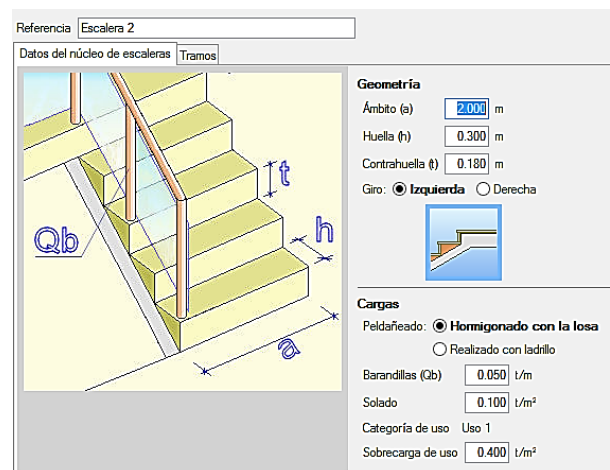 Referencia Escalera 2
Datos del núcleo de escaleras Tramos
Qb
t
h
a
Geometría
Ámbito (a) 2.000 m
Huella (h) 0.300 m
Contrahuella (t) 0.180 m
Giro: Izquierda Derecha
Cargas
Peldañeado: Hormigonado con la losa
Realizado con ladrillo
Barandillas (Qb) 0.050 t/m
Solado 0.100 t/m²
Categoría de uso Uso 1
Sobrecarga de uso 0.400 t/m²